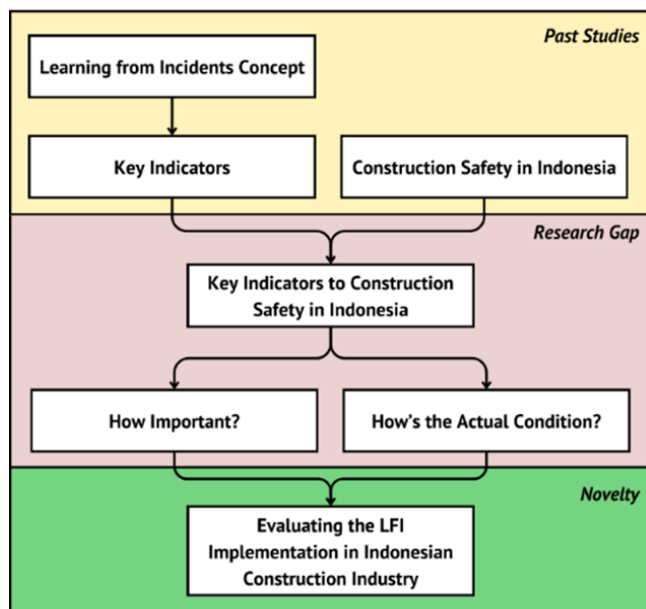 Past Studies
Learning from Incidents Concept
Key Indicators
Construction Safety in Indonesia
Research Gap
Key Indicators to Construction
Safety in Indonesia
How Important?
How's the Actual Condition?
Novelty
Evaluating the LFI
Implementation in Indonesian
Construction Industry